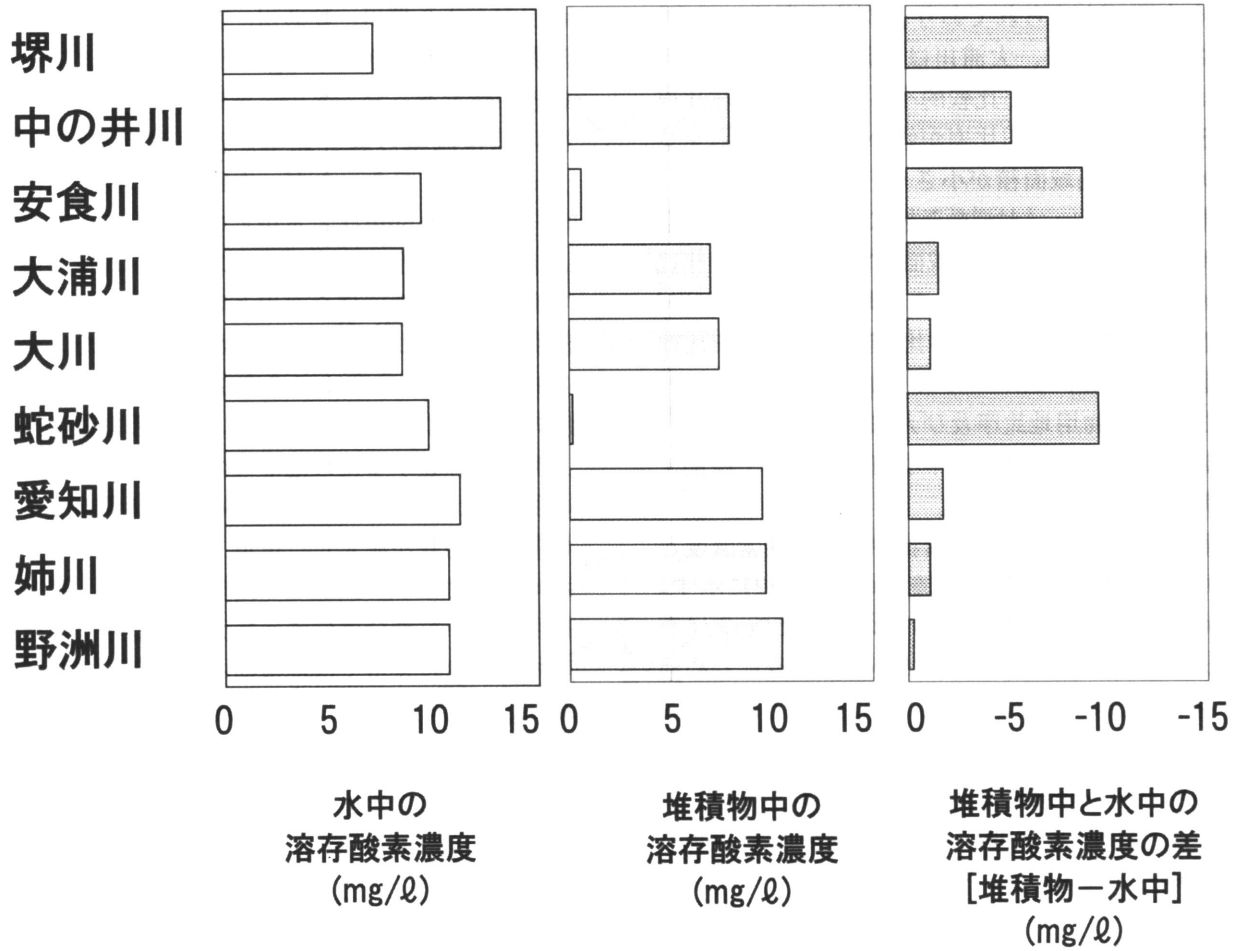 堺川
中の井川
安食川
大浦川
大川
蛇砂川
愛知川
姉川
野洲川
0 5 10 15
0 5 10 15
0 -5 -10 -15
水中の
溶存酸素濃度
(mg/ℓ)
堆積物中の
溶存酸素濃度
(mg/ℓ)
堆積物中と水中の
溶存酸素濃度の差
[堆積物－水中]
(mg/ℓ)